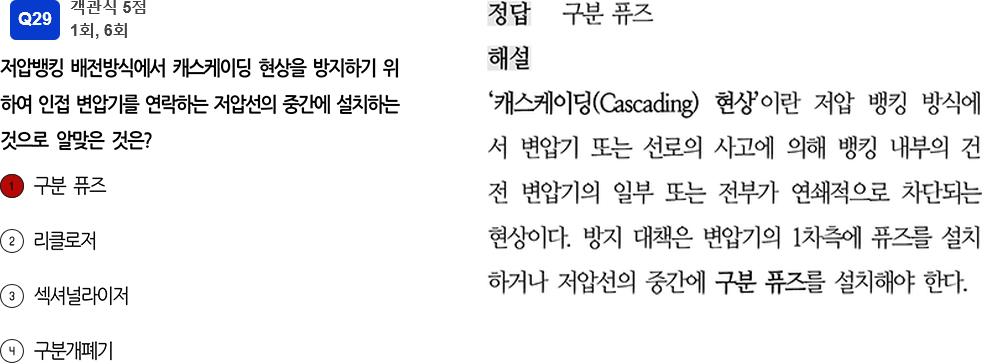 Q29
객관식 5점
1회, 6회
저압뱅킹 배전방식에서 캐스케이딩 현상을 방지하기 위
하여 인접 변압기를 연락하는 저압선의 중간에 설치하는
것으로 알맞은 것은?
1 구분 퓨즈
2 리클로저
3 섹셔널라이저
4 구분개폐기
정답 구분 퓨즈
해설
‘캐스케이딩(Cascading) 현상’이란 저압 뱅킹 방식에
서 변압기 또는 선로의 사고에 의해 뱅킹 내부의 건
전 변압기의 일부 또는 전부가 연쇄적으로 차단되는
현상이다. 방지 대책은 변압기의 1차측에 퓨즈를 설치
하거나 저압선의 중간에 구분 퓨즈를 설치해야 한다.